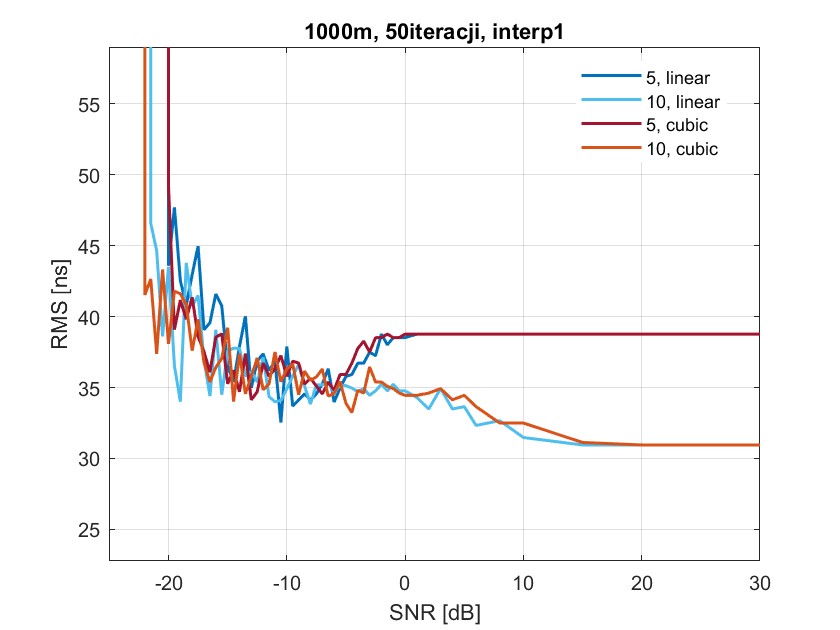 1000m, 50iteracji, interp1
5, linear
10, linear
5, cubic
10, cubic
55
50
45
40
35
30
25
RMS [ns]
-20 -10 0 10 20 30
SNR [dB]